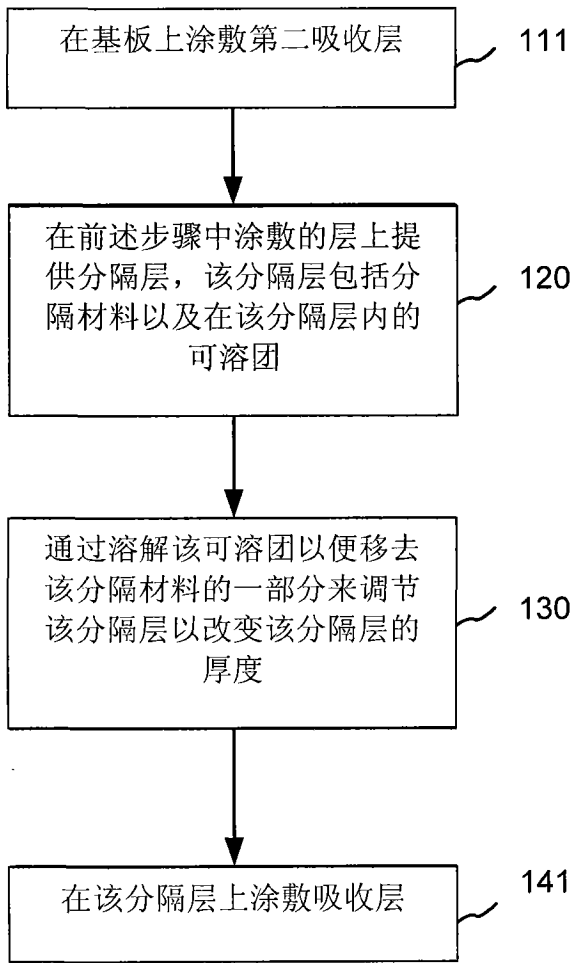 在基板上涂敷第二吸收层
111
在前述步骤中涂敷的层上提
供分隔层，该分隔层包括分
隔材料以及在该分隔层内的
可溶团
120
通过溶解该可溶团以便移去
该分隔材料的一部分来调节
该分隔层以改变该分隔层的
厚度
130
在该分隔层上涂敷吸收层
141